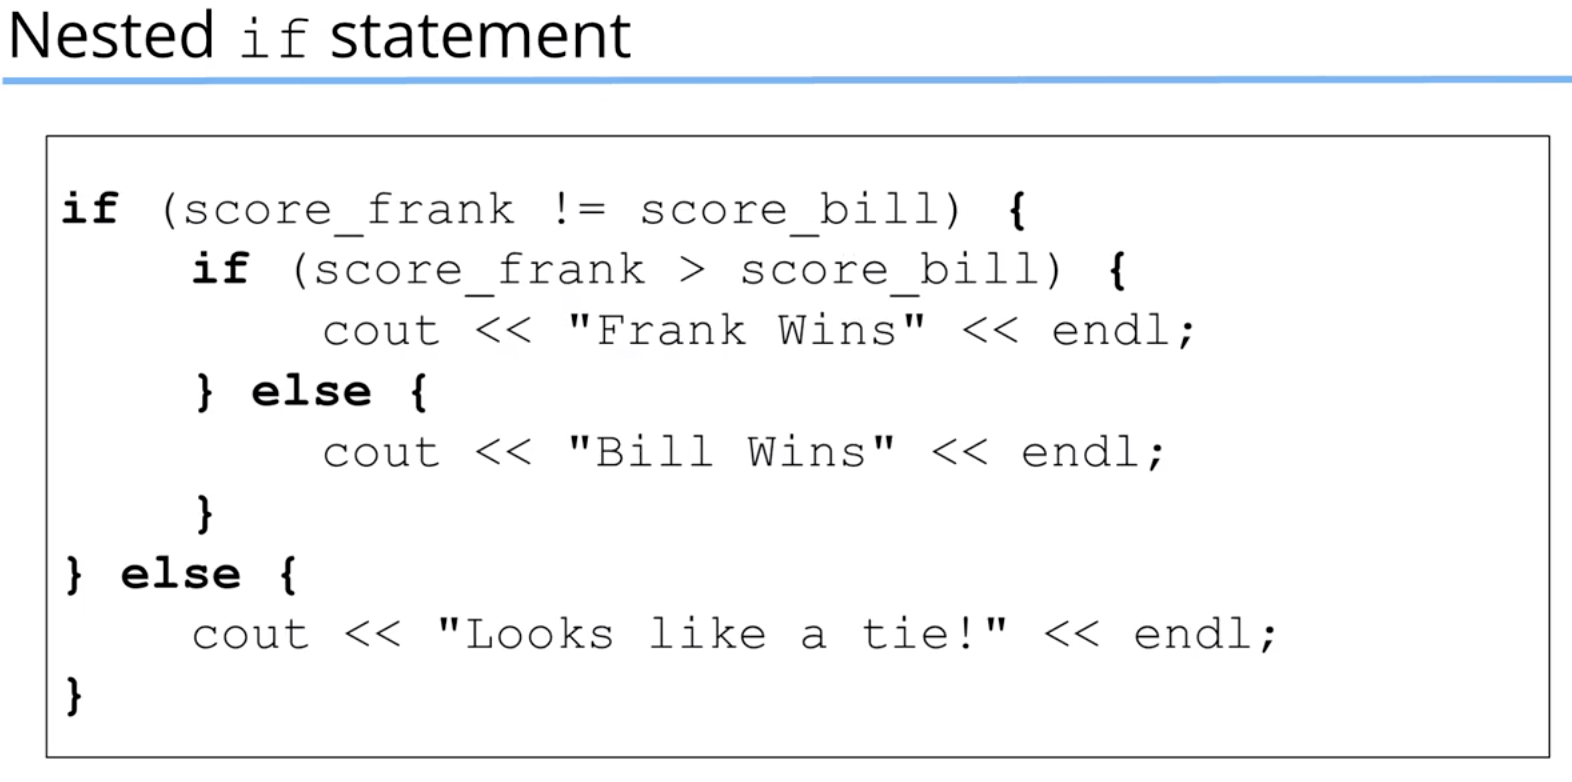 Nested if statement
if (score_frank != score_bill) {
    if (score_frank > score_bill) {
        cout << "Frank Wins" << endl;
    } else {
        cout << "Bill Wins" << endl;
    }
} else {
    cout << "Looks like a tie!" << endl;
}